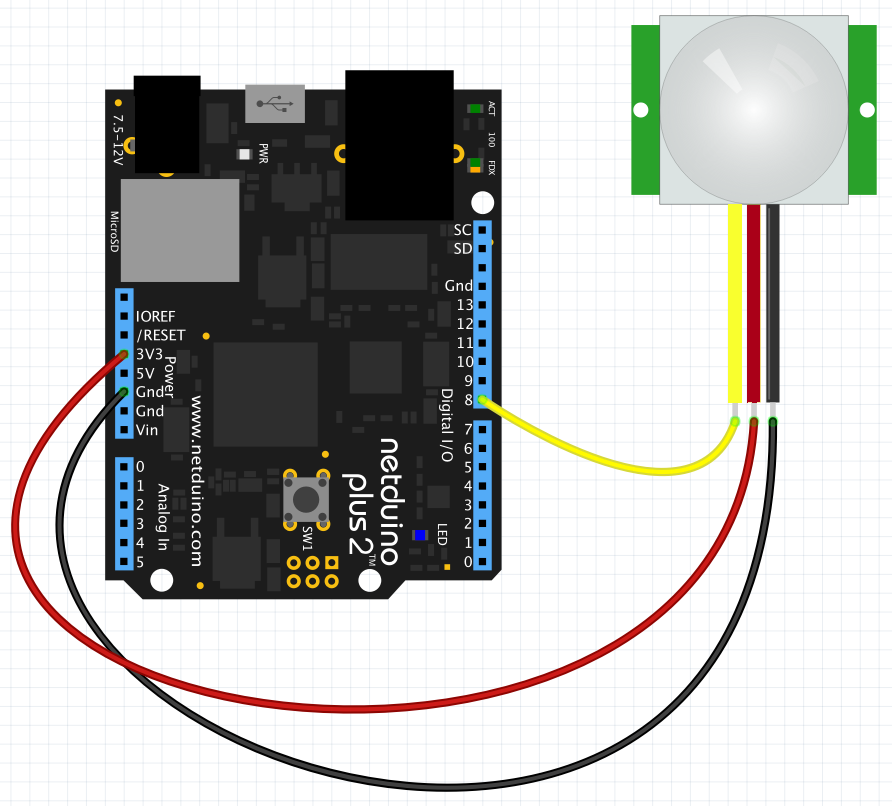 7.5-12V
PWR
ACT
100
FDX
MicroSD
SC
SD
Gnd
13
12
11
10
9
8
IOREF
/RESET
3V3
5V
Gnd
Gnd
Vin
Power
7
6
5
4
3
2
1
0
Digital I/O
0
1
2
3
4
5
Analog In
www.netduino.com
netduino
plus 2™
SW1
LED